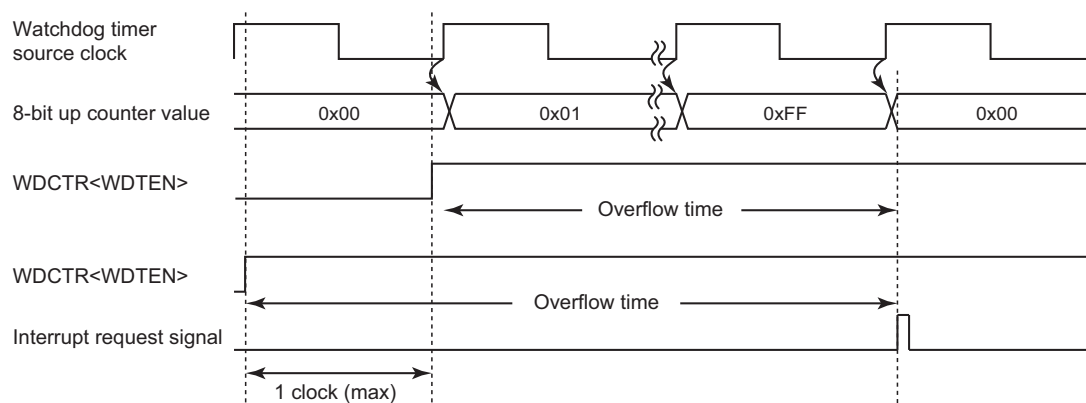 Watchdog timer
source clock
8-bit up counter value
0x00
0x01
0xFF
0x00
WDCTR<WDTEN>
Overflow time
WDCTR<WDTEN>
Overflow time
Interrupt request signal
1 clock (max)